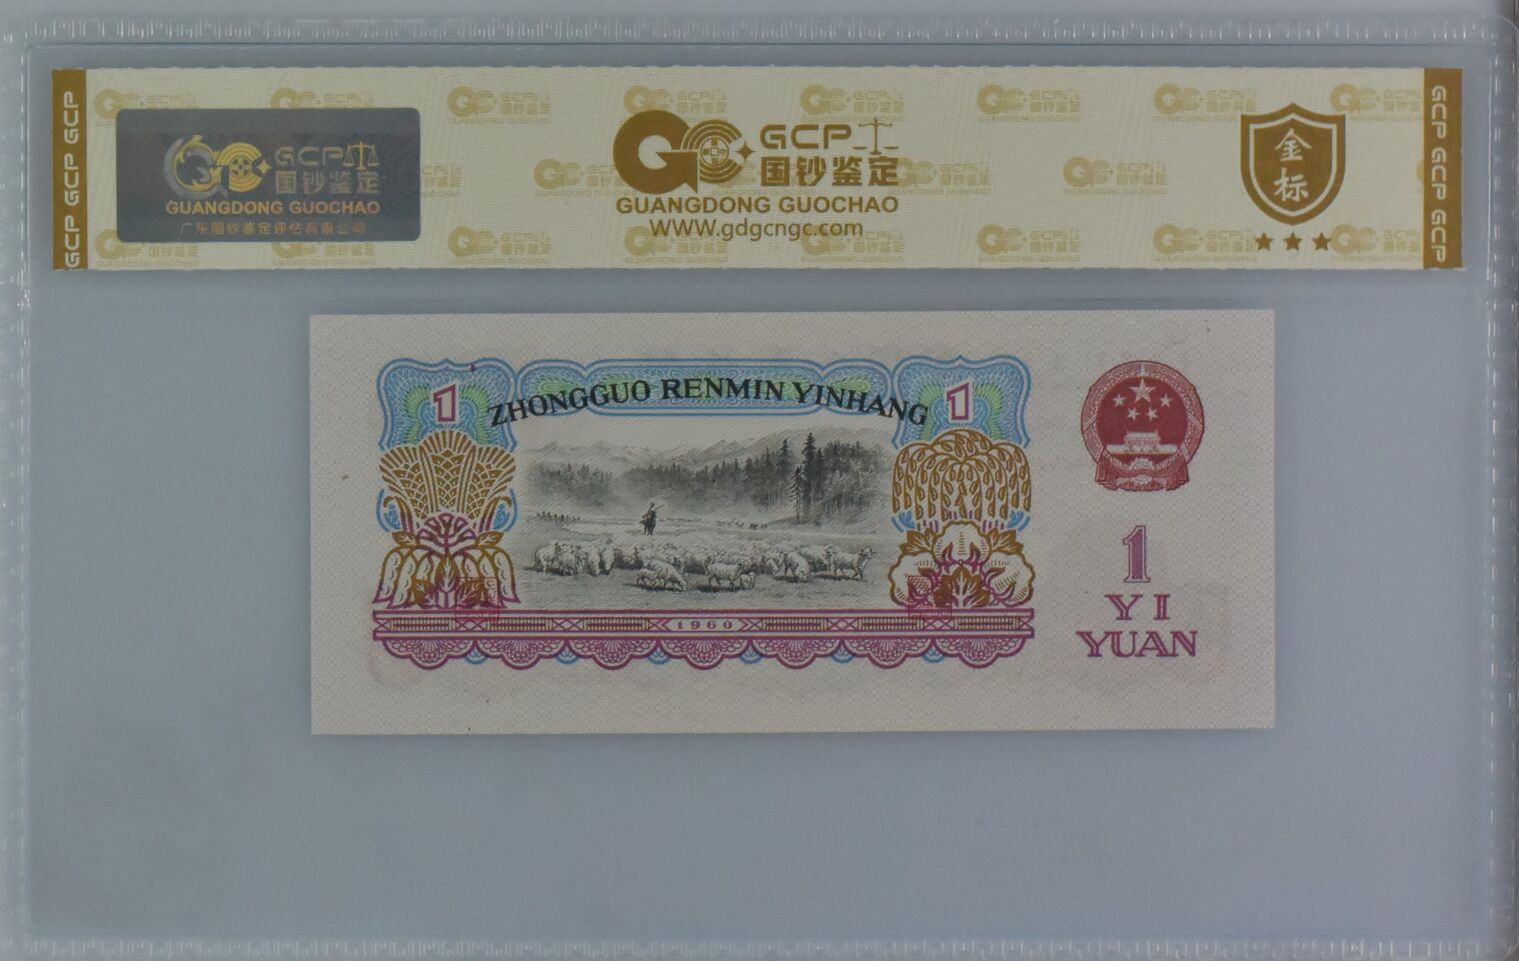 GCP GCP GCP
GCP
国钞鉴定
GUANGDONG GUOCHAO
广东国钞鉴定评估有限公司
GCP
国钞鉴定
GUANGDONG GUOCHAO
WWW.gdgcngc.com
金
标
GCP GCP GCP
1
ZHONGGUO RENMIN YINHANG
1
1960
1
YI
YUAN